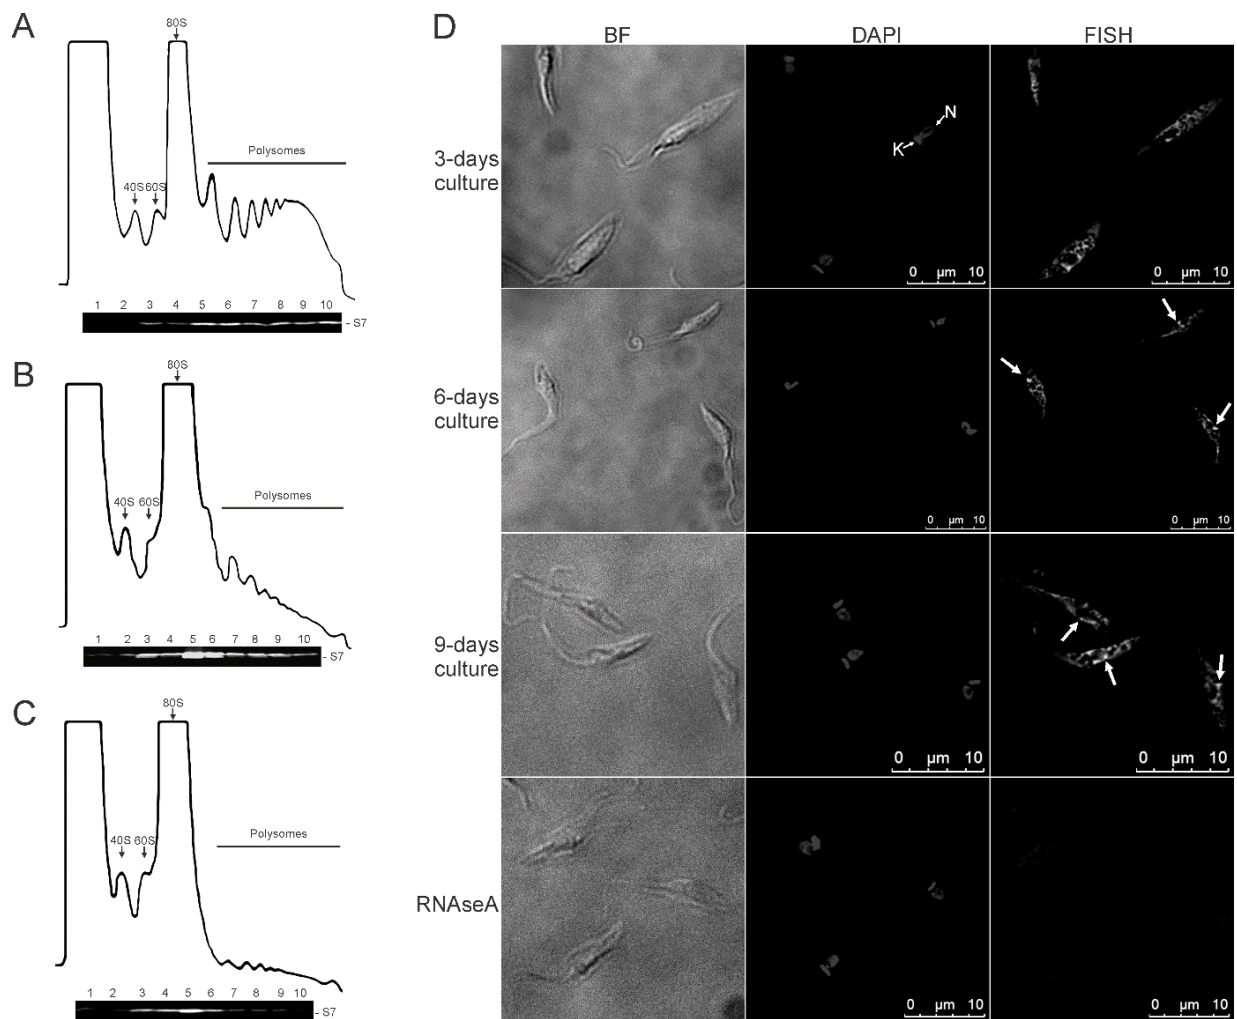 A
80S
Polysomes
40S 60S
1 2 3 4 5 6 7 8 9 10
- S7
B
80S
Polysomes
40S 60S
1 2 3 4 5 6 7 8 9 10
- S7
C
80S
Polysomes
40S 60S
1 2 3 4 5 6 7 8 9 10
- S7
D
BF DAPI FISH
3-days
culture
N
K
0 µm 10
0 µm 10
6-days
culture
0 µm 10
0 µm 10
9-days
culture
0 µm 10
0 µm 10
RNAseA
0 µm 10
0 µm 10